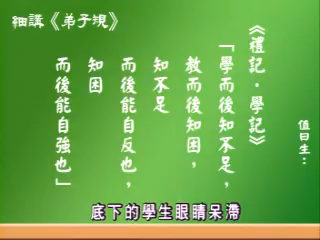 細講《弟子規》
《禮記．學記》
「學而後知不足，
教而後知困，
知不足
而後能自反也，
知困
而後能自強也」
值日生：
底下的學生眼睛呆滯